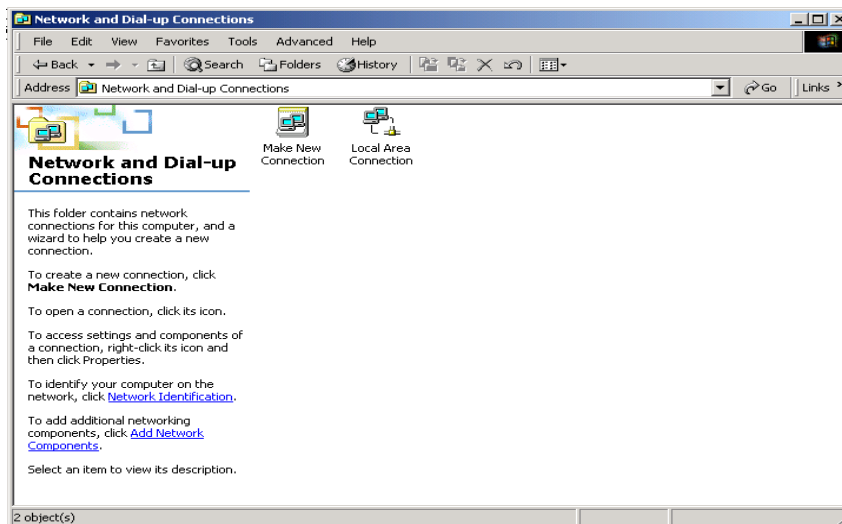 Network and Dial-up Connections
File Edit View Favorites Tools Advanced Help
Back Search Folders History
Address Network and Dial-up Connections Go Links »
Make New Connection
Local Area Connection
Network and Dial-up
Connections
This folder contains network
connections for this computer, and a
wizard to help you create a new
connection.
To create a new connection, click
Make New Connection.
To open a connection, click its icon.
To access settings and components of
a connection, right-click its icon and
then click Properties.
To identify your computer on the
network, click Network Identification.
To add additional networking
components, click Add Network
Components.
Select an item to view its description.
2 object(s)